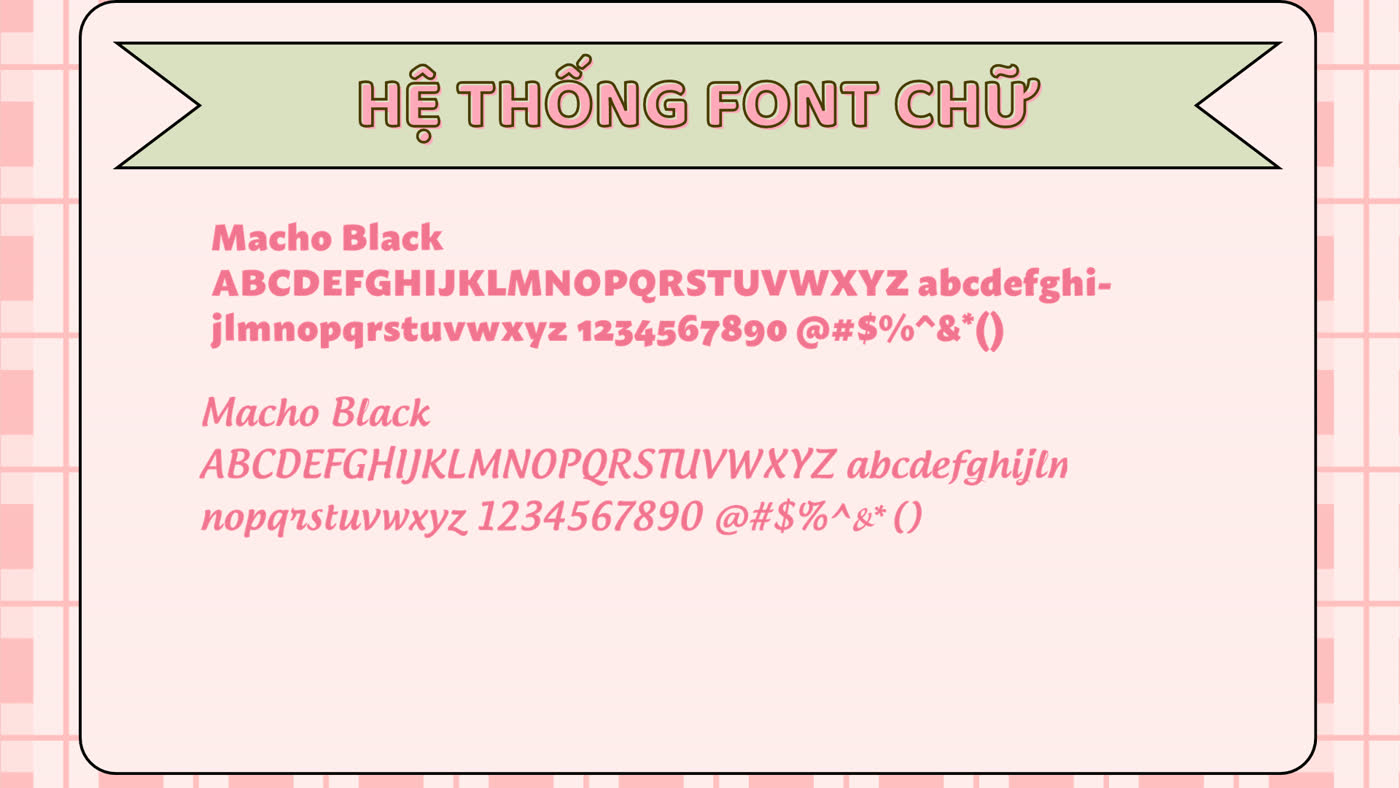 HỆ THỐNG FONT CHỮ
Macho Black
ABCDEFGHIJKLMNOPQRSTUVWXYZ abcdefghi-
jlmnopqrstuvwxyz 1234567890 @#$%^&*()
Macho Black
ABCDEFGHIJKLMNOPQRSTUVWXYZ abcdefghijln
nopqrstuvwxyz 1234567890 @#$%^&*()